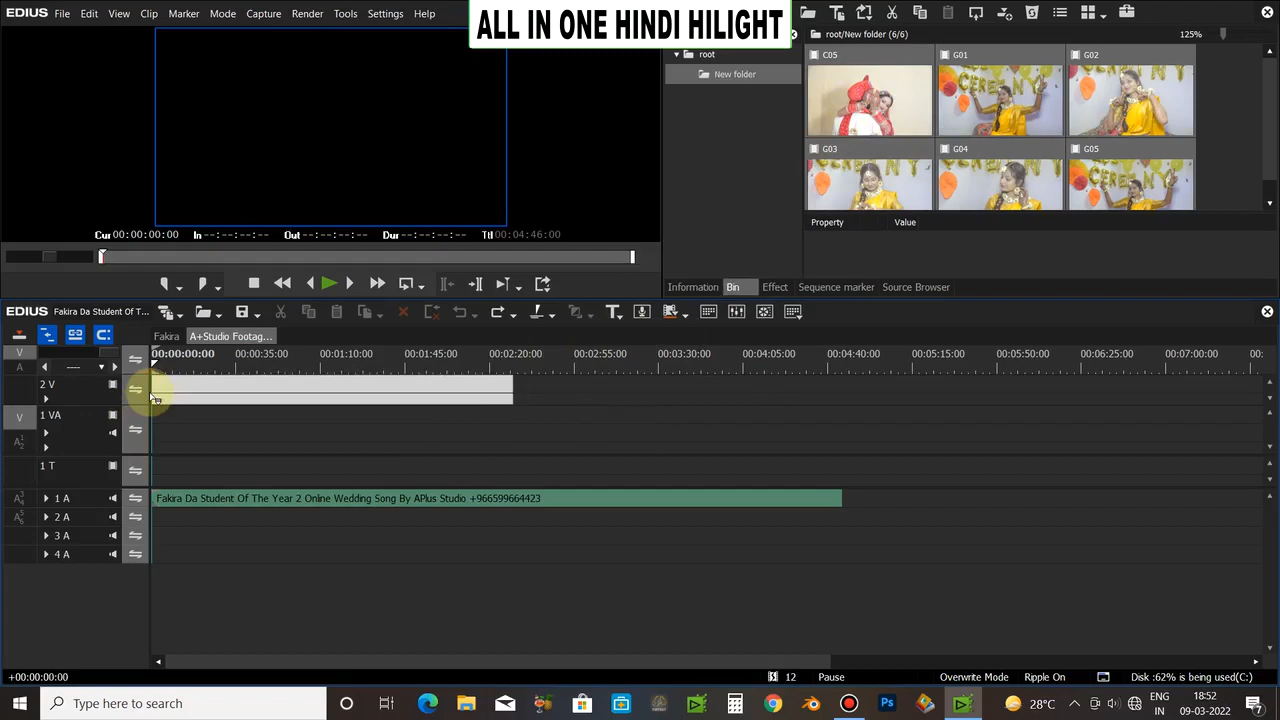 EDIUS File Edit View Clip Marker Mode Capture Render Tools Settings Help
ALL IN ONE HINDI HILIGHT
root/New folder (6/6) 125%
root
New folder
C05 G01 G02
G03 G04 G05
Property Value
Cur 00:00:00:00 In --:--:--:-- Out --:--:--:-- Dur --:--:--:-- Ttl 00:04:46:00
Information Bin Effect Sequence marker Source Browser
EDIUS Fakira Da Student Of T...
Fakira A+Studio Footag...
00:00:00:00 00:00:35:00 00:01:10:00 00:01:45:00 00:02:20:00 00:02:55:00 00:03:30:00 00:04:05:00 00:04:40:00 00:05:15:00 00:05:50:00 00:06:25:00 00:07:00:00 00:
V
A ----
2 V
V 1 VA
A12
1 T
A34 1 A Fakira Da Student Of The Year 2 Online Wedding Song By APlus Studio +966599664423
A56 2 A
3 A
4 A
+00:00:00:00 12 Pause Overwrite Mode Ripple On Disk :62% is being used(C:)
Type here to search
28°C ENG 18:52
IN 09-03-2022